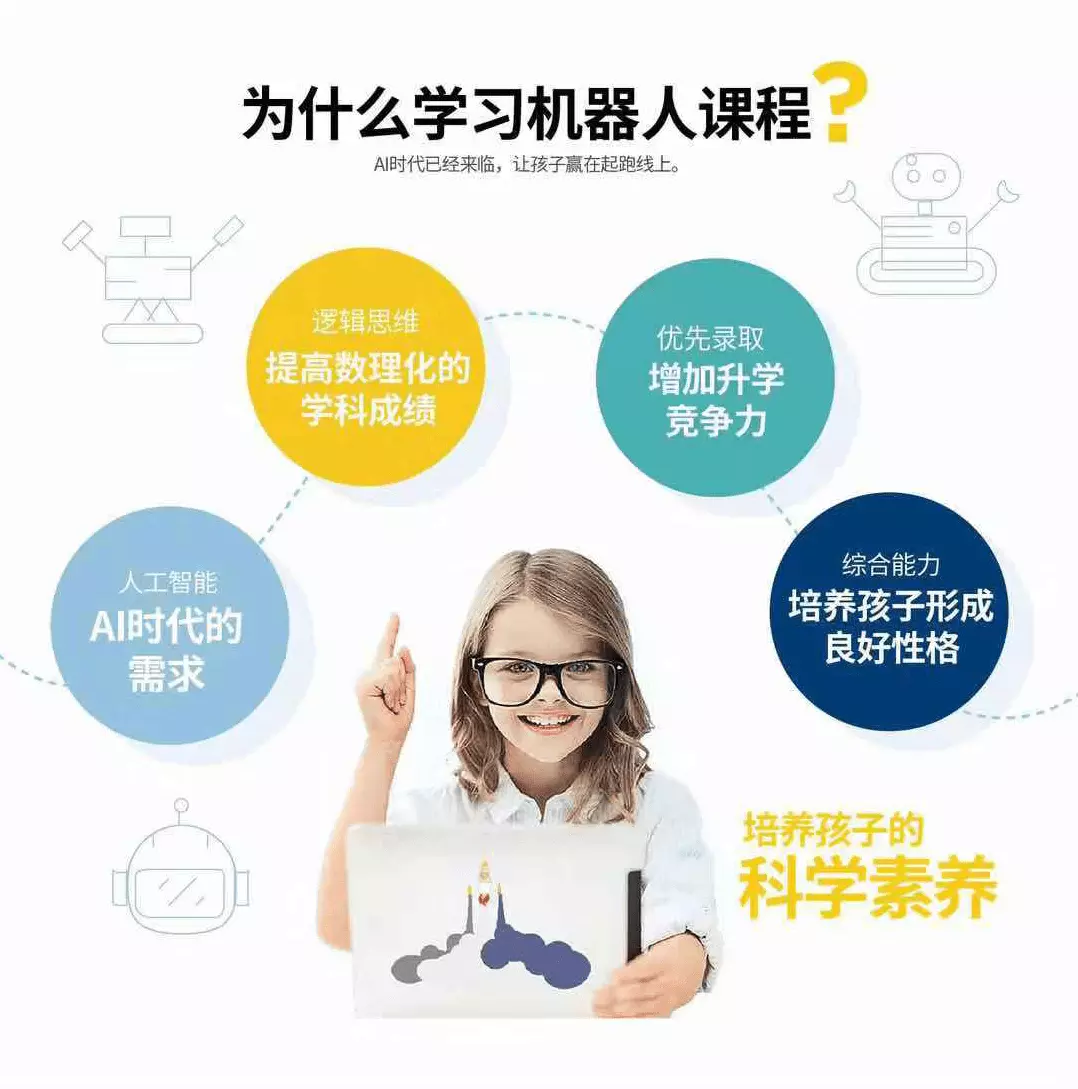 为什么学习机器人课程?
AI时代已经来临，让孩子赢在起跑线上。
逻辑思维
提高数理化的
学科成绩
优先录取
增加升学
竞争力
人工智能
AI时代的
需求
综合能力
培养孩子形成
良好性格
培养孩子的
科学素养